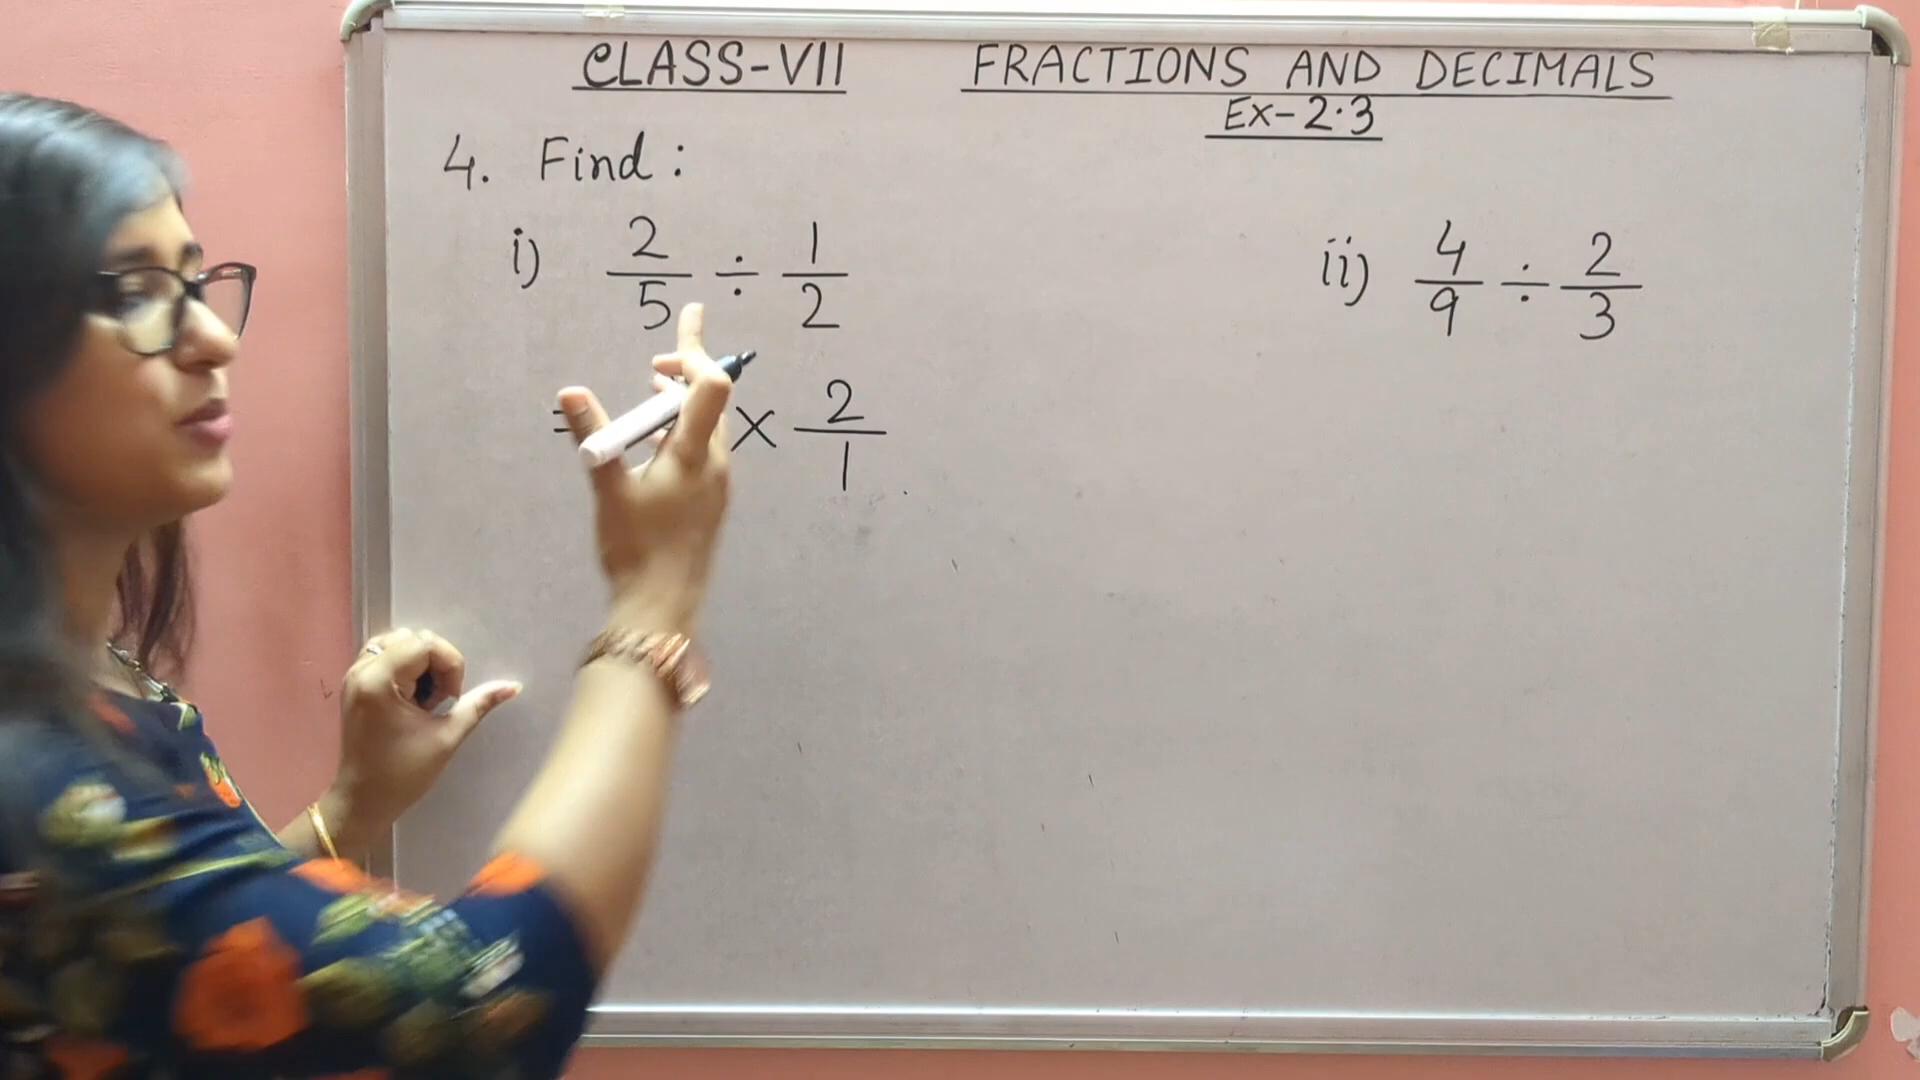 CLASS-VII FRACTIONS AND DECIMALS
Ex-2.3
4. Find :
i) 2/5 ÷ 1/2 ii) 4/9 ÷ 2/3
= × 2/1